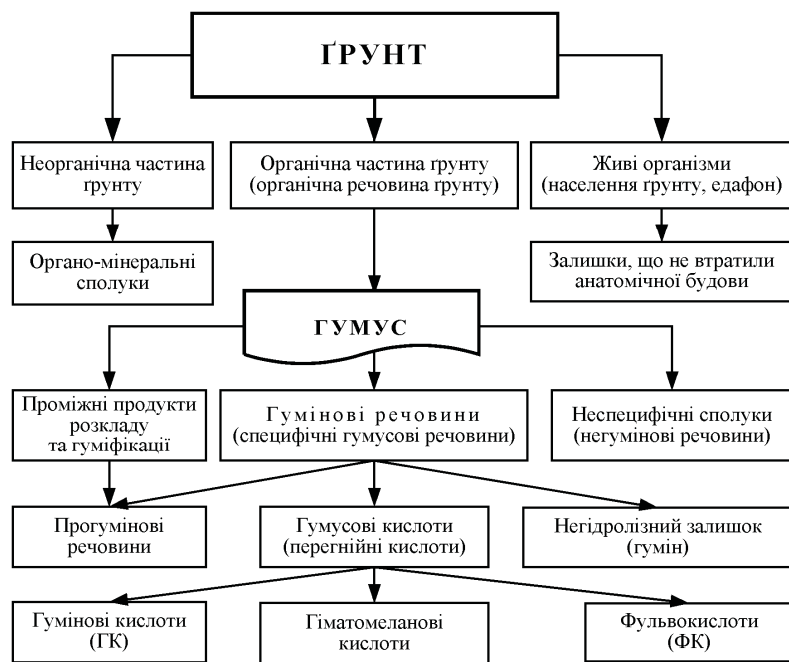 ҐРУНТ
Неорганічна частина
ґрунту
Органічна частина ґрунту
(органічна речовина ґрунту)
Живі організми
(населення ґрунту, едафон)
Органо-мінеральні
сполуки
Залишки, що не втратили
анатомічної будови
ГУМУС
Проміжні продукти
розкладу
та гуміфікації
Гумінові речовини
(специфічні гумусові речовини)
Неспецифічні сполуки
(негумінові речовини)
Прогумінові
речовини
Гумусові кислоти
(перегнійні кислоти)
Негідролізний залишок
(гумін)
Гумінові кислоти
(ГК)
Гіматомеланові
кислоти
Фульвокислоти
(ФК)